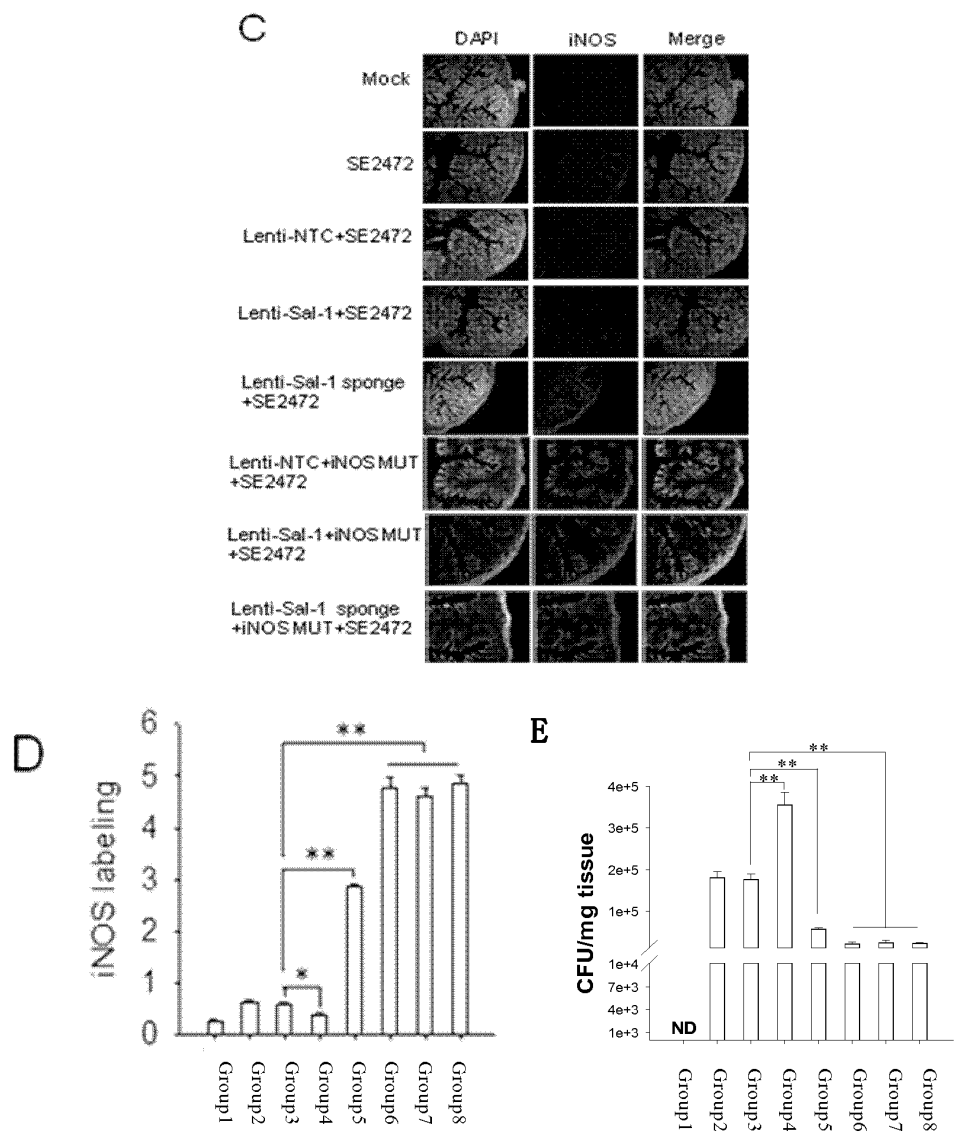 C
DAPI iNOS Merge
Mock
SE2472
Lenti-NTC+SE2472
Lenti-Sal-1+SE2472
Lenti-Sal-1 sponge
+SE2472
Lenti-NTC+iNOS MUT
+SE2472
Lenti-Sal-1+iNOS MUT
+SE2472
Lenti-Sal-1 sponge
+iNOS MUT+SE2472
D
iNOS labeling
6
5
4
3
2
1
0
**
**
*
Group1 Group2 Group3 Group4 Group5 Group6 Group7 Group8
E
CFU/mg tissue
4e+5
3e+5
2e+5
1e+5
1e+4
7e+3
4e+3
1e+3
**
**
**
ND
Group1 Group2 Group3 Group4 Group5 Group6 Group7 Group8